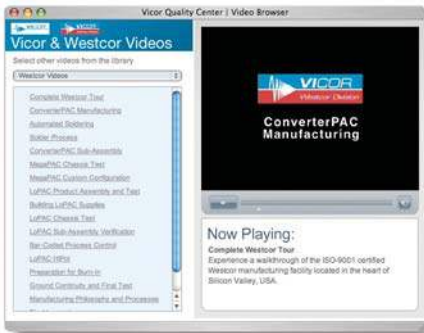 Vicor Quality Center | Video Browser
VICOR
Vicor & Westcor Videos
Select other videos from the library
Westcor Videos
Complete Westcor Tour
ConverterPAC Manufacturing
Automated Soldering
Solder Process
ConverterPAC Sub-Assembly
MegaPAC Chassis Test
MegaPAC Custom Configuration
LoPAC Product Assembly and Test
Building LoPAC Supplies
LoPAC Chassis Test
LoPAC Sub-Assembly Verification
Bar-Coded Process Control
LoPAC HiPot
Preparation for Burn-in
Ground Continuity and Final Test
Manufacturing Philosophy and Processes
VICOR
Westcor Division
ConverterPAC
Manufacturing
Now Playing:
Complete Westcor Tour
Experience a walkthrough of the ISO-9001 certified
Westcor manufacturing facility located in the heart of
Silicon Valley, USA.